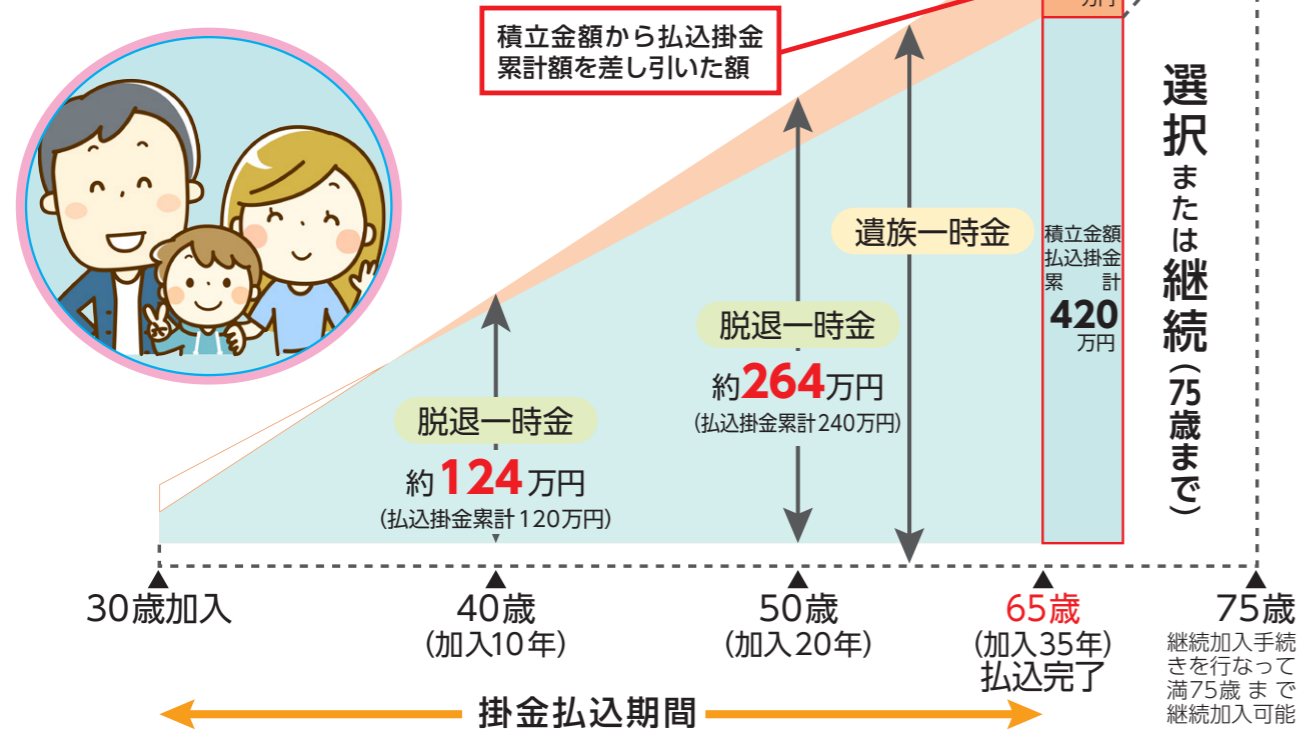 万円
積立金額から払込掛金
累計額を差し引いた額
選択または継続(75歳まで)
遺族一時金
積立金額
払込掛金
累計
420
万円
脱退一時金
約264万円
(払込掛金累計240万円)
脱退一時金
約124万円
(払込掛金累計120万円)
30歳加入
40歳
(加入10年)
50歳
(加入20年)
65歳
(加入35年)
払込完了
75歳
継続加入手続
きを行なって
満75歳まで
継続加入可能
掛金払込期間